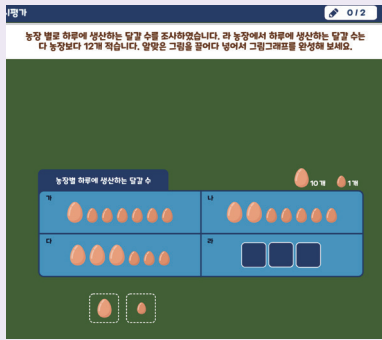 시평가
0 / 2
농장 별로 하루에 생산하는 달걀 수를 조사하였습니다. 라 농장에서 하루에 생산하는 달걀 수는
다 농장보다 12개 적습니다. 알맞은 그림을 끌어다 넣어서 그림그래프를 완성해 보세요.
농장별 하루에 생산하는 달걀 수
10개
1개
가
나
다
라